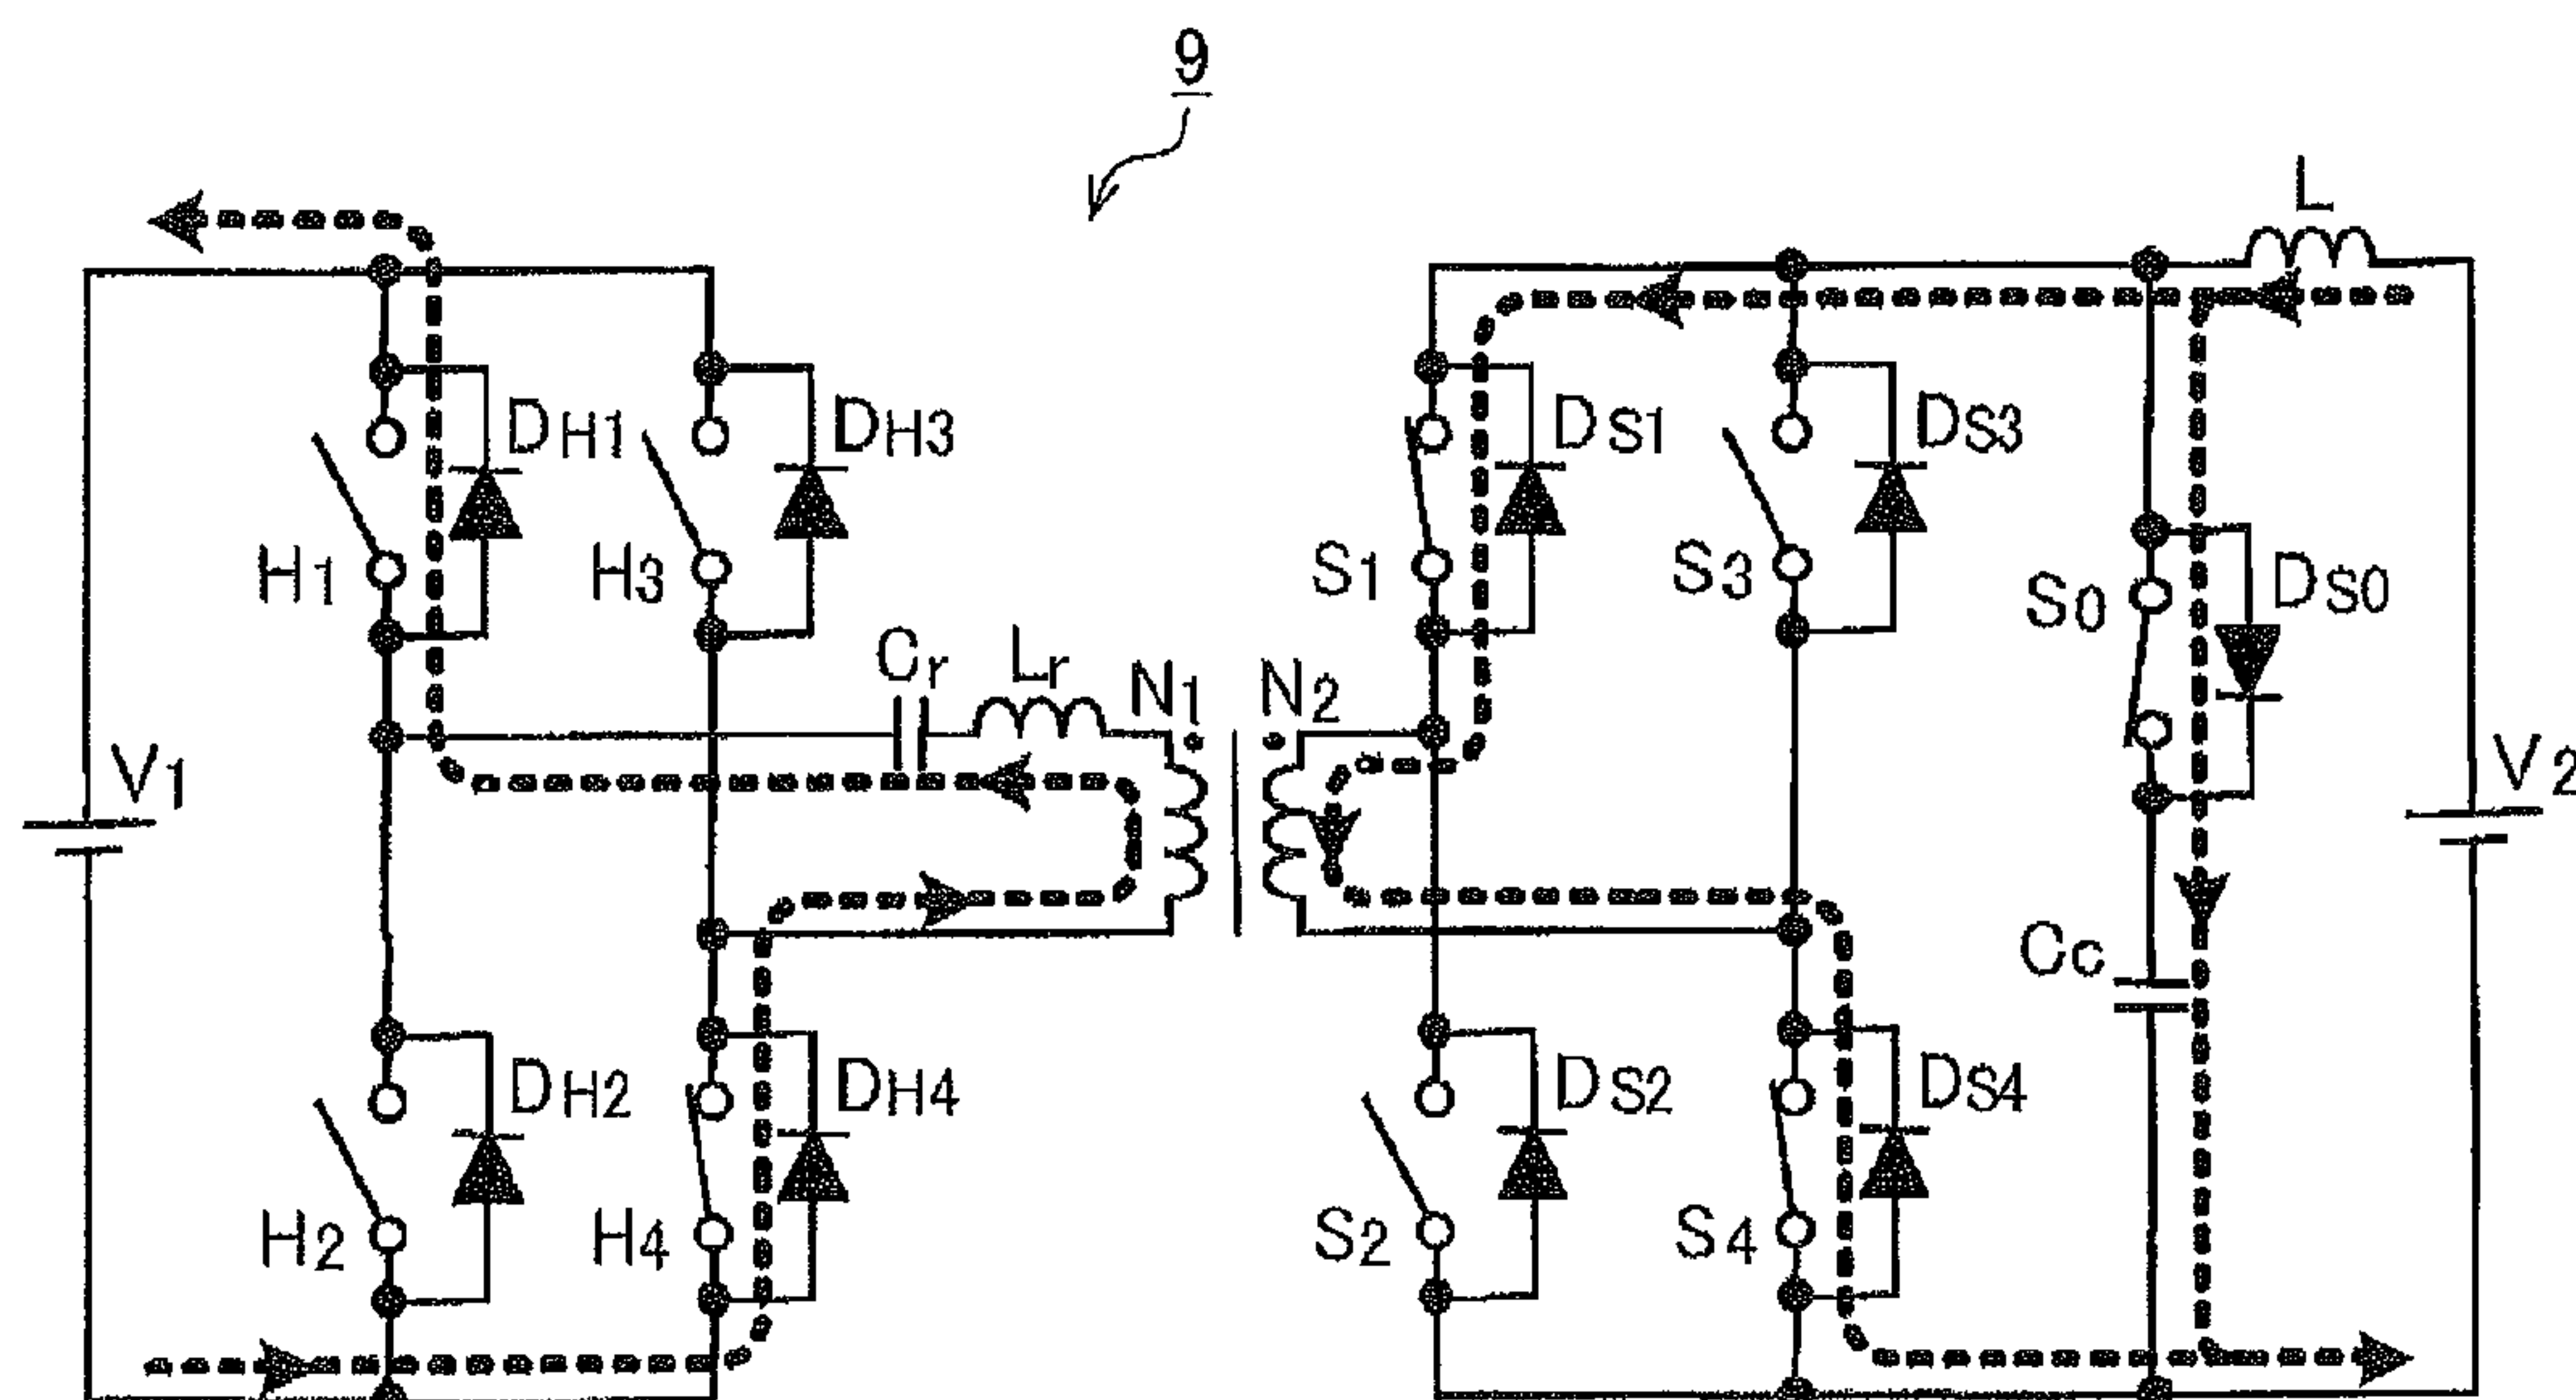 9
L
DH1
DH3
DS1
DS3
H1
H3
S1
S3
S0
DS0
Cr
Lr
N1
N2
V1
V2
Cc
DH2
DH4
DS2
DS4
H2
H4
S2
S4